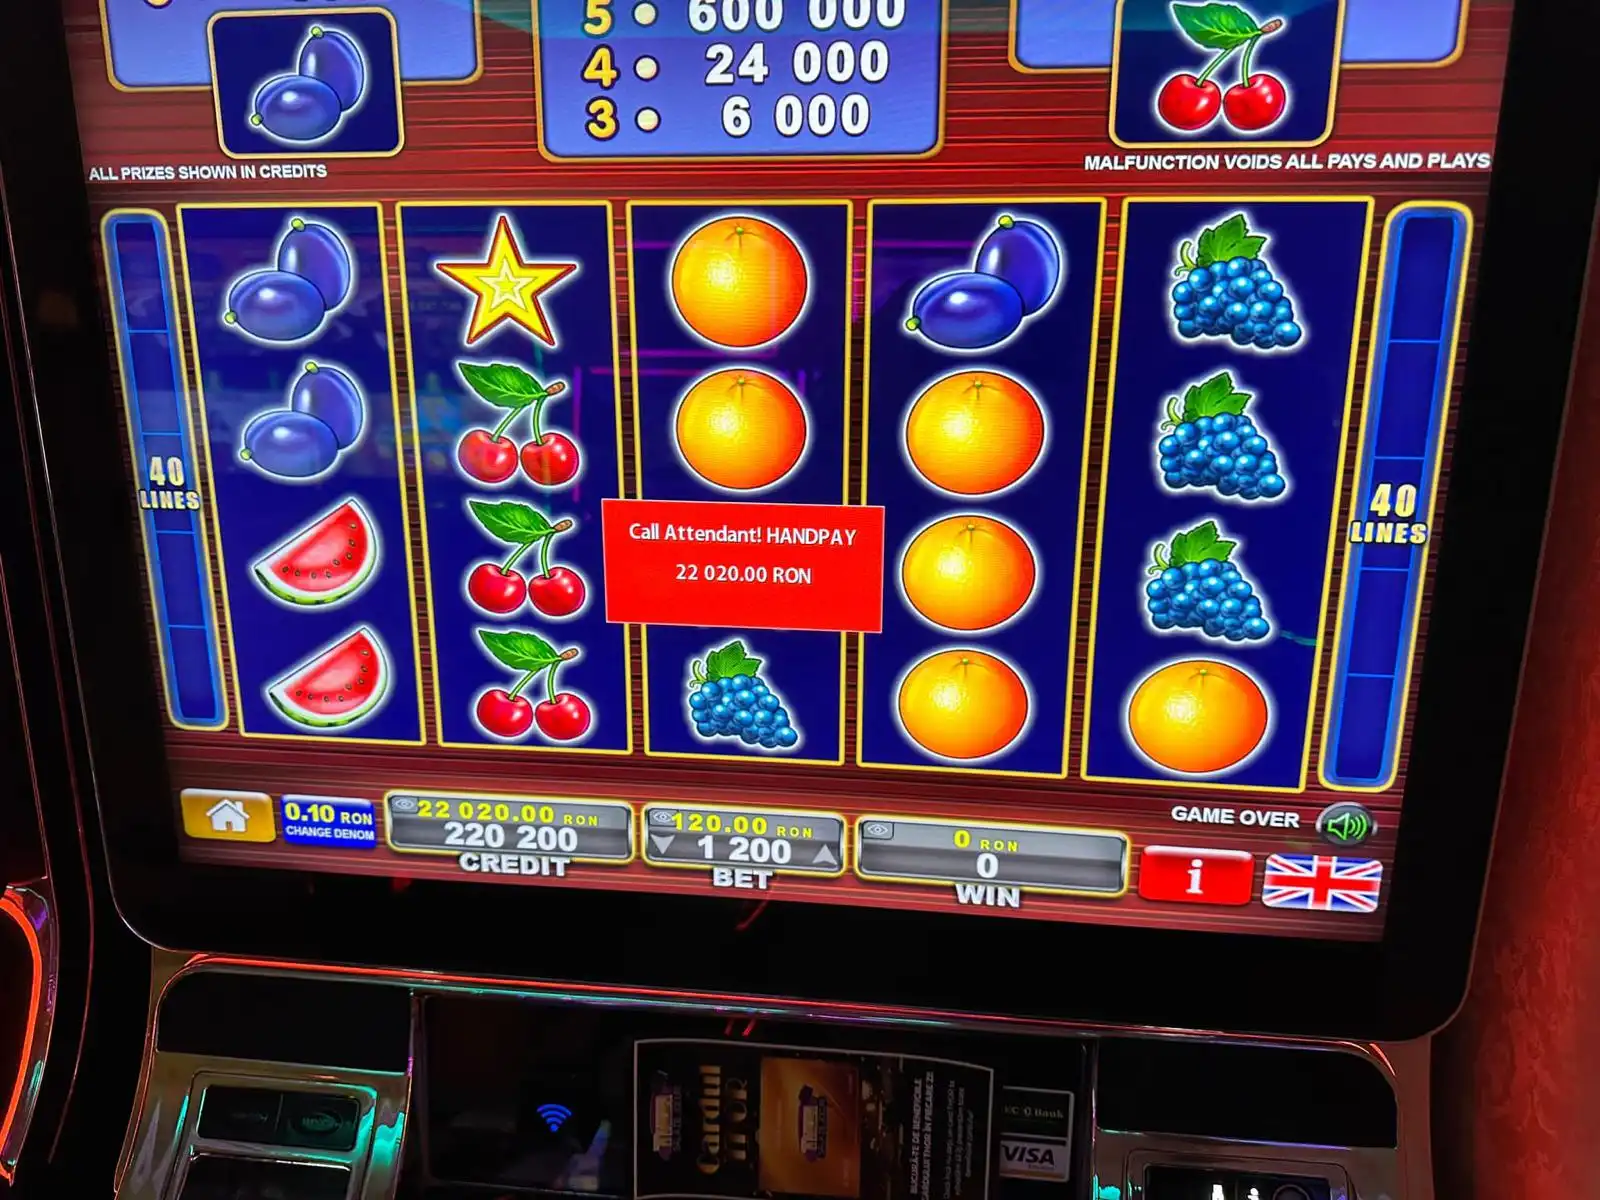 5 600 000
4 24 000
3 6 000
ALL PRIZES SHOWN IN CREDITS
MALFUNCTION VOIDS ALL PAYS AND PLAYS
40
LINES
40
LINES
Call Attendant! HANDPAY
22 020.00 RON
0.10 RON
CHANGE DENOM
22 020.00 RON
220 200
CREDIT
120.00 RON
1 200
BET
0 RON
0
WIN
GAME OVER
i
Cardul
VISA